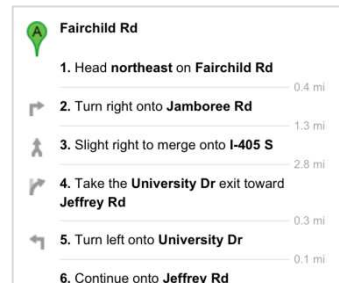 A
Fairchild Rd
1. Head northeast on Fairchild Rd
0.4 mi
2. Turn right onto Jamboree Rd
1.3 mi
3. Slight right to merge onto I-405 S
2.8 mi
4. Take the University Dr exit toward
Jeffrey Rd
0.3 mi
5. Turn left onto University Dr
0.1 mi
6. Continue onto Jeffrey Rd